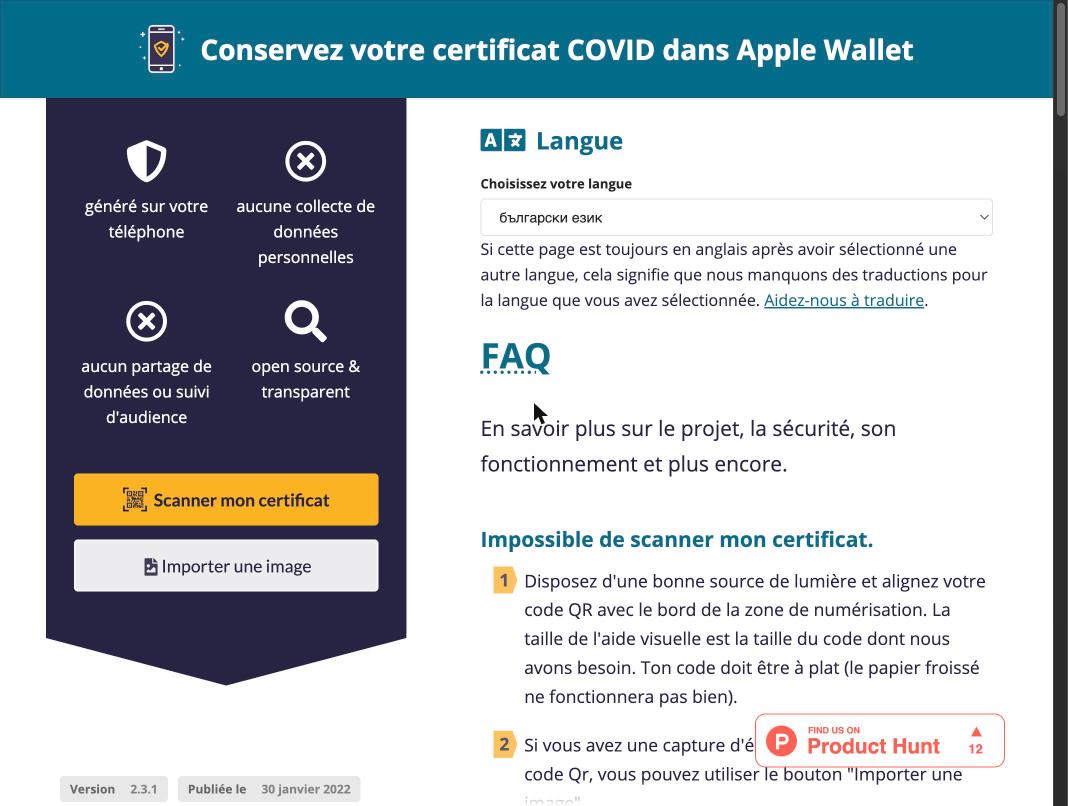 Conservez votre certificat COVID dans Apple Wallet
généré sur votre
téléphone
aucune collecte de
données
personnelles
aucun partage de
données ou suivi
d'audience
open source &
transparent
Scanner mon certificat
Importer une image
Version 2.3.1
Publiée le 30 janvier 2022
Langue
Choisissez votre langue
български език
Si cette page est toujours en anglais après avoir sélectionné une
autre langue, cela signifie que nous manquons des traductions pour
la langue que vous avez sélectionnée. Aidez-nous à traduire.
FAQ
En savoir plus sur le projet, la sécurité, son
fonctionnement et plus encore.
Impossible de scanner mon certificat.
1 Disposez d'une bonne source de lumière et alignez votre
code QR avec le bord de la zone de numérisation. La
taille de l'aide visuelle est la taille du code dont nous
avons besoin. Ton code doit être à plat (le papier froissé
ne fonctionnera pas bien).
2 Si vous avez une capture d'é
code Qr, vous pouvez utiliser le bouton "Importer une
image".
FIND US ON
Product Hunt
12